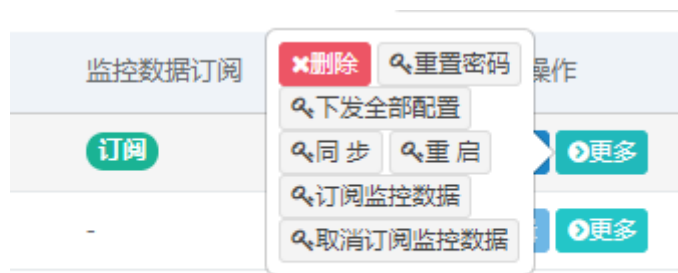 监控数据订阅
操作
删除 重置密码
下发全部配置
订阅
同 步 重 启
更多
订阅监控数据
-
取消订阅监控数据
更多